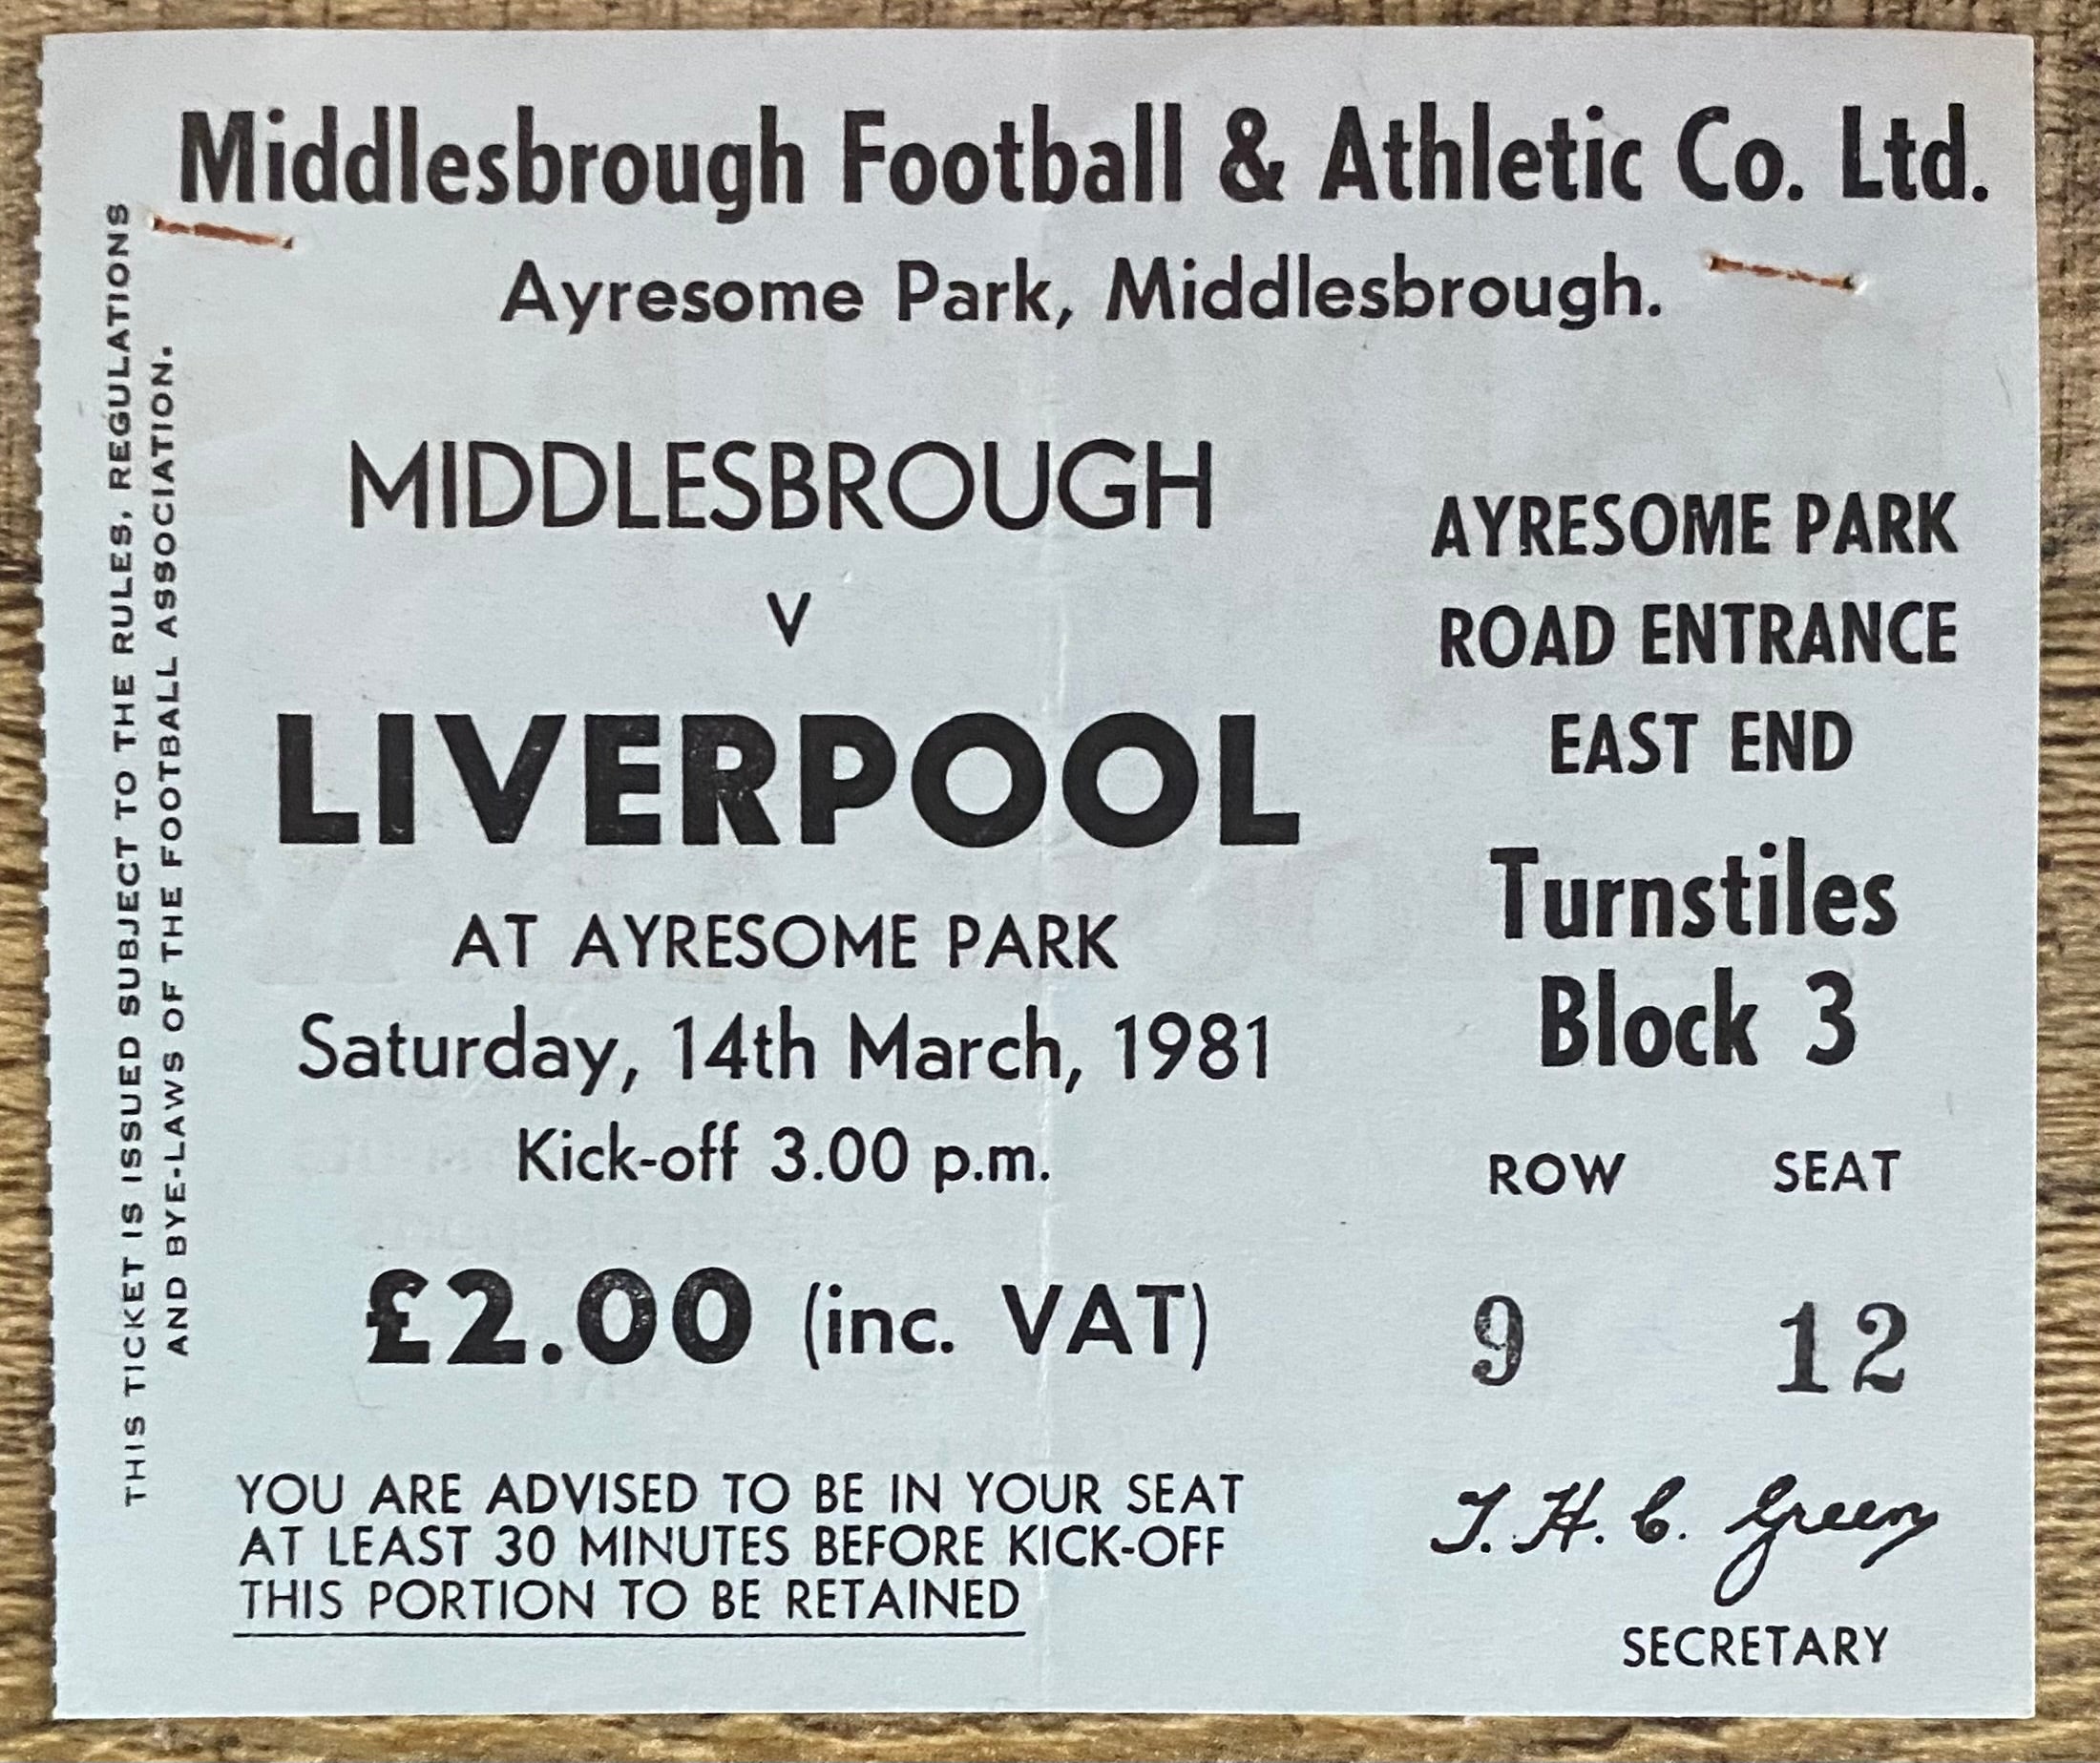 Middlesbrough Football & Athletic Co. Ltd.
Ayresome Park, Middlesbrough.
THIS TICKET IS ISSUED SUBJECT TO THE RULES, REGULATIONS
AND BYE-LAWS OF THE FOOTBALL ASSOCIATION.
MIDDLESBROUGH
V
LIVERPOOL
AT AYRESOME PARK
Saturday, 14th March, 1981
Kick-off 3.00 p.m.
£2.00 (inc. VAT)
YOU ARE ADVISED TO BE IN YOUR SEAT
AT LEAST 30 MINUTES BEFORE KICK-OFF
THIS PORTION TO BE RETAINED
AYRESOME PARK
ROAD ENTRANCE
EAST END
Turnstiles
Block 3
ROW SEAT
9 12
T. H. C. Green
SECRETARY